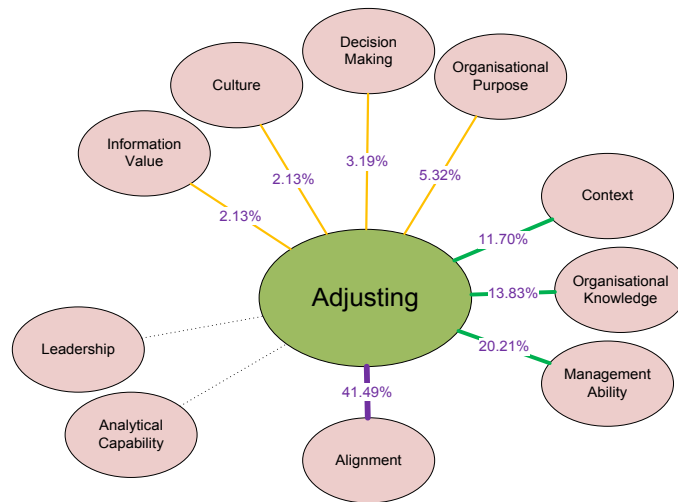 Decision
Making
Organisational
Purpose
Culture
Information
Value
3.19%
5.32%
2.13%
2.13%
Context
11.70%
Adjusting
13.83%
Organisational
Knowledge
20.21%
Management
Ability
Leadership
Analytical
Capability
41.49%
Alignment